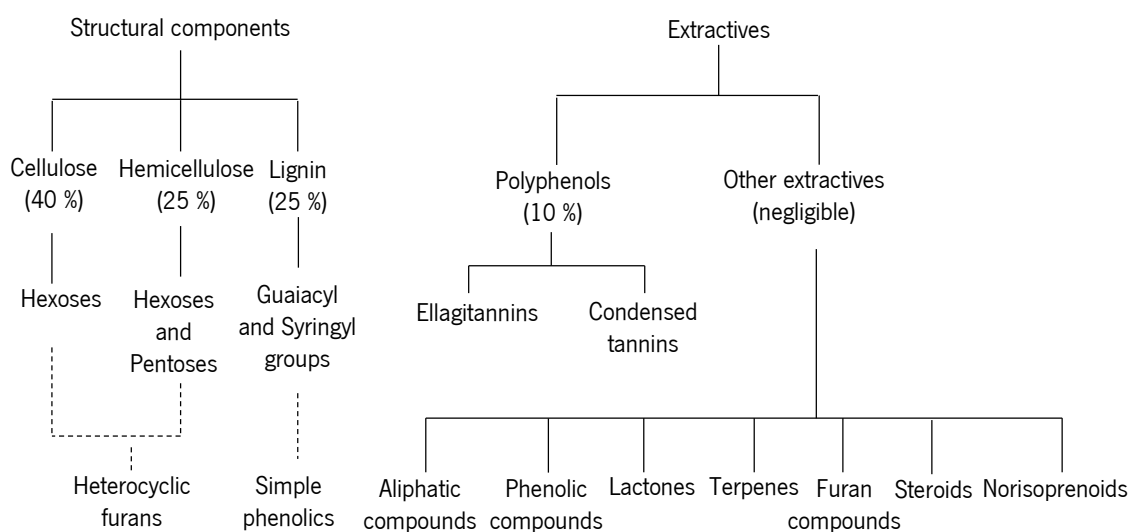 Structural components
Extractives
Cellulose
(40 %)
Hemicellulose
(25 %)
Lignin
(25 %)
Polyphenols
(10 %)
Other extractives
(negligible)
Hexoses
Hexoses
and
Pentoses
Guaiacyl
and Syringyl
groups
Ellagitannins
Condensed
tannins
Heterocyclic
furans
Simple
phenolics
Aliphatic
compounds
Phenolic
compounds
Lactones
Terpenes
Furan
compounds
Steroids
Norisoprenoids